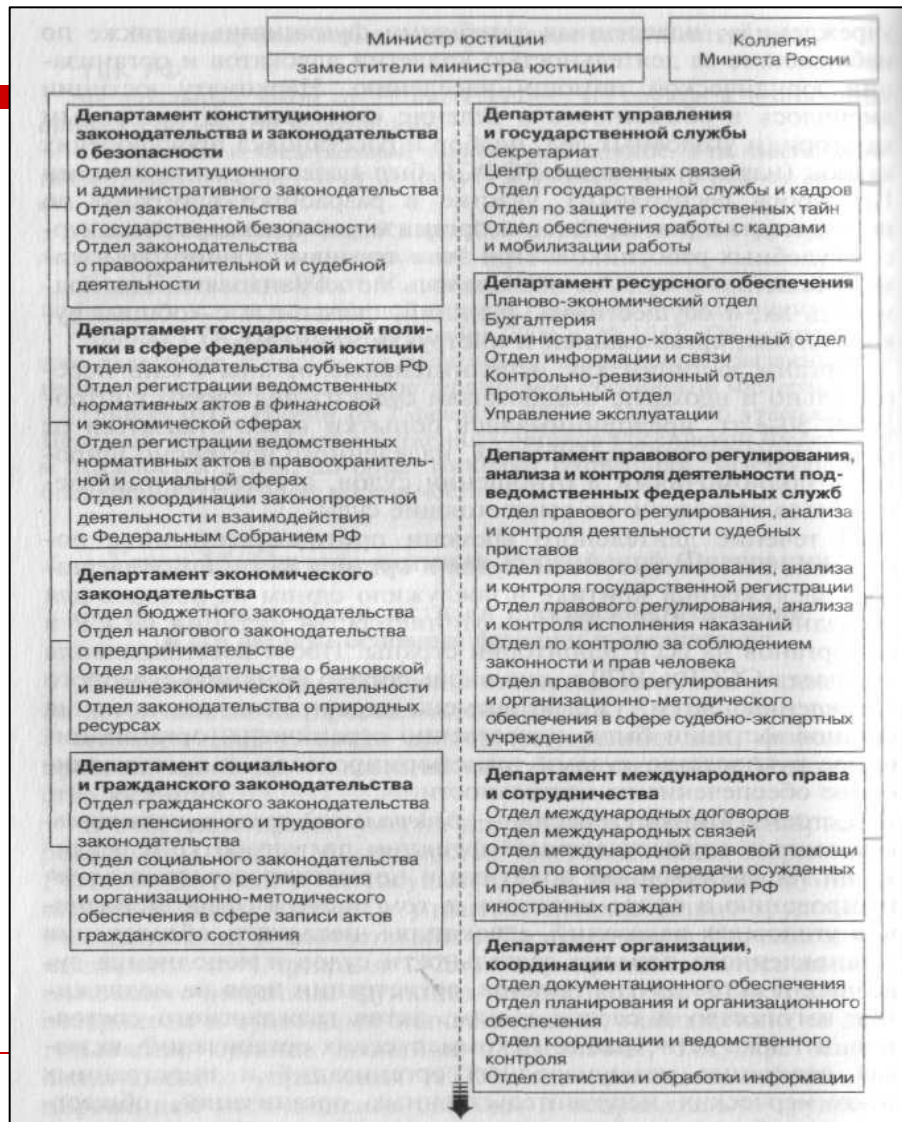 Министр юстиции
заместители министра юстиции
Коллегия
Минюста России
Департамент конституционного
законодательства и законодательства
о безопасности
Отдел конституционного
и административного законодательства
Отдел законодательства
о государственной безопасности
Отдел законодательства
о правоохранительной и судебной
деятельности
Департамент государственной поли-
тики в сфере федеральной юстиции
Отдел законодательства субъектов РФ
Отдел регистрации ведомственных
нормативных актов в финансовой
и экономической сферах
Отдел регистрации ведомственных
нормативных актов в правоохранитель-
ной и социальной сферах
Отдел координации законопроектной
деятельности и взаимодействия
с Федеральным Собранием РФ
Департамент экономического
законодательства
Отдел бюджетного законодательства
Отдел налогового законодательства
о предпринимательстве
Отдел законодательства о банковской
и внешнеэкономической деятельности
Отдел законодательства о природных
ресурсах
Департамент социального
и гражданского законодательства
Отдел гражданского законодательства
Отдел пенсионного и трудового
законодательства
Отдел социального законодательства
Отдел правового регулирования
и организационно-методического
обеспечения в сфере записи актов
гражданского состояния
Департамент управления
и государственной службы
Секретариат
Центр общественных связей
Отдел государственной службы и кадров
Отдел по защите государственных тайн
Отдел обеспечения работы с кадрами
и мобилизации работы
Департамент ресурсного обеспечения
Планово-экономический отдел
Бухгалтерия
Административно-хозяйственный отдел
Отдел информации и связи
Контрольно-ревизионный отдел
Протокольный отдел
Управление эксплуатации
Департамент правового регулирования,
анализа и контроля деятельности под-
ведомственных федеральных служб
Отдел правового регулирования, анализа
и контроля деятельности судебных
приставов
Отдел правового регулирования, анализа
и контроля государственной регистрации
Отдел правового регулирования, анализа
и контроля исполнения наказаний
Отдел по контролю за соблюдением
законности и прав человека
Отдел правового регулирования
и организационно-методического
обеспечения в сфере судебно-экспертных
учреждений
Департамент международного права
и сотрудничества
Отдел международных договоров
Отдел международных связей
Отдел международной правовой помощи
Отдел по вопросам передачи осужденных
и пребывания на территории РФ
иностранных граждан
Департамент организации,
координации и контроля
Отдел документационного обеспечения
Отдел планирования и организационного
обеспечения
Отдел координации и ведомственного
контроля
Отдел статистики и обработки информации